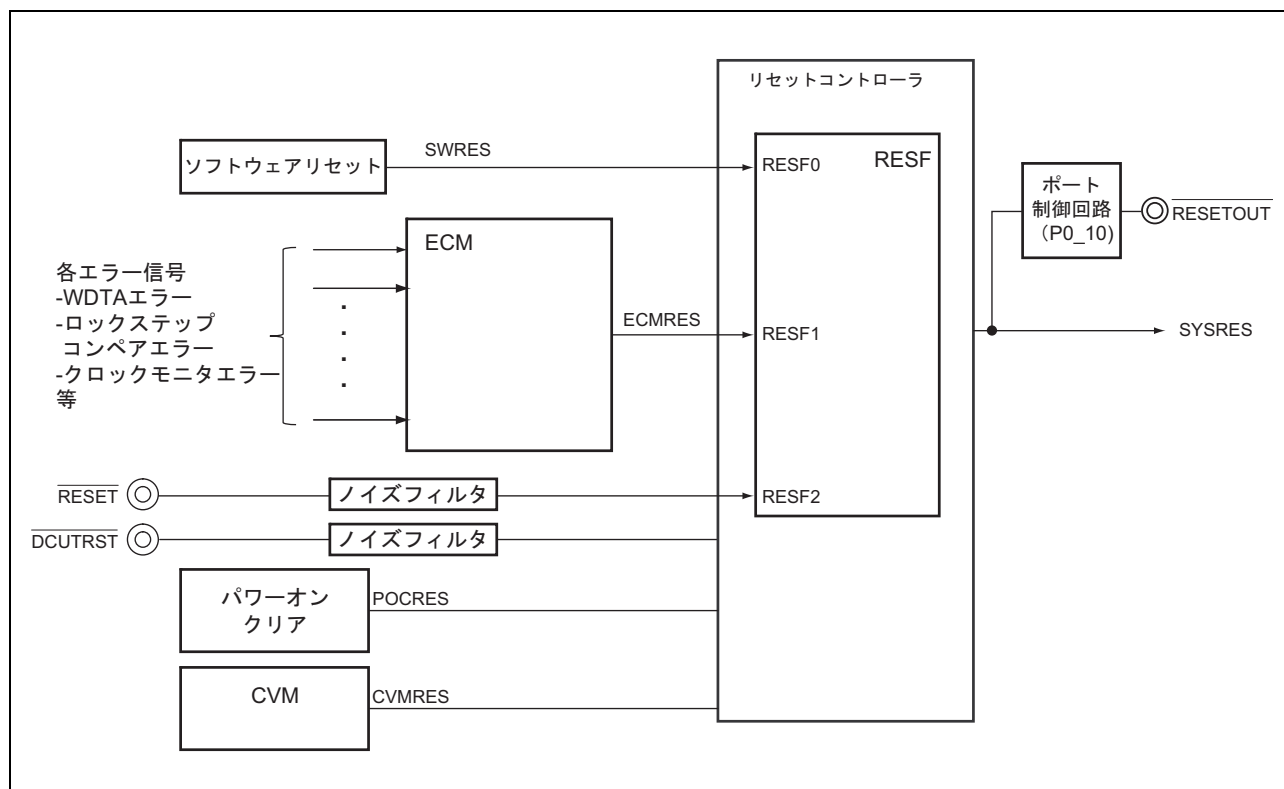 リセットコントローラ
ソフトウェアリセット
SWRES
RESF0
RESF
ポート
制御回路
（P0_10)
RESETOUT
ECM
各エラー信号
-WDTAエラー
-ロックステップ
コンペアエラー
-クロックモニタエラー
等
・
・
・
・
ECMRES
RESF1
SYSRES
RESET
ノイズフィルタ
RESF2
DCUTRST
ノイズフィルタ
パワーオン
クリア
POCRES
CVM
CVMRES